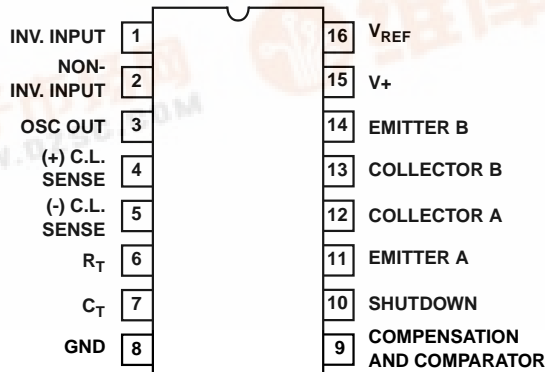 INV. INPUT 1
NON-
INV. INPUT 2
OSC OUT 3
(+) C.L.
SENSE 4
(-) C.L.
SENSE 5
RT 6
CT 7
GND 8
16 VREF
15 V+
14 EMITTER B
13 COLLECTOR B
12 COLLECTOR A
11 EMITTER A
10 SHUTDOWN
9 COMPENSATION
AND COMPARATOR